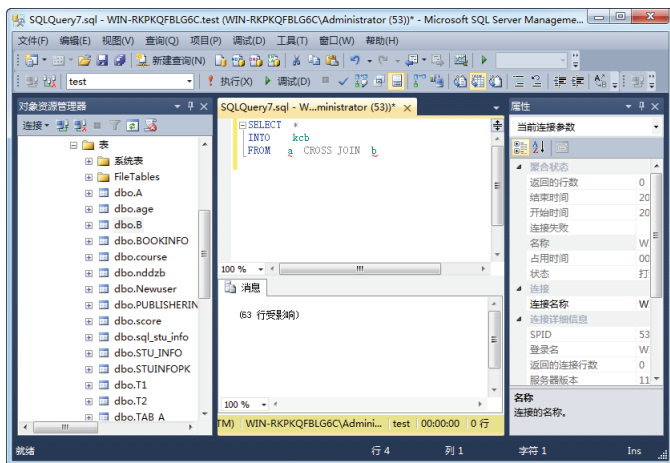 SQLQuery7.sql - WIN-RKPKQFBLG6C.test (WIN-RKPKQFBLG6C\Administrator (53))* - Microsoft SQL Server Manageme...
文件(F) 编辑(E) 视图(V) 查询(Q) 项目(P) 调试(D) 工具(T) 窗口(W) 帮助(H)
新建查询(N)
test
执行(X) 调试(D)
对象资源管理器
连接
表
系统表
FileTables
dbo.A
dbo.age
dbo.B
dbo.BOOKINFO
dbo.course
dbo.nddzb
dbo.Newuser
dbo.PUBLISHERIN
dbo.score
dbo.sql_stu_info
dbo.STU_INFO
dbo.STUINFOPK
dbo.T1
dbo.T2
dbo.TAB_A
SQLQuery7.sql - W...ministrator (53))*
SELECT *
INTO kcb
FROM a CROSS JOIN b
100 %
消息
(63 行受影响)
100 %
TM) WIN-RKPKQFBLG6C\Admini... test 00:00:00 0 行
属性
当前连接参数
聚合状态
返回的行数 0
结束时间 20
开始时间 20
连接失败
名称 W
占用时间 00
状态 打
连接
连接名称 W
连接详细信息
SPID 53
登录名 W
返回的连接行数 0
服务器版本 11
名称
连接的名称。
就绪 行 4 列 1 字符 1 Ins